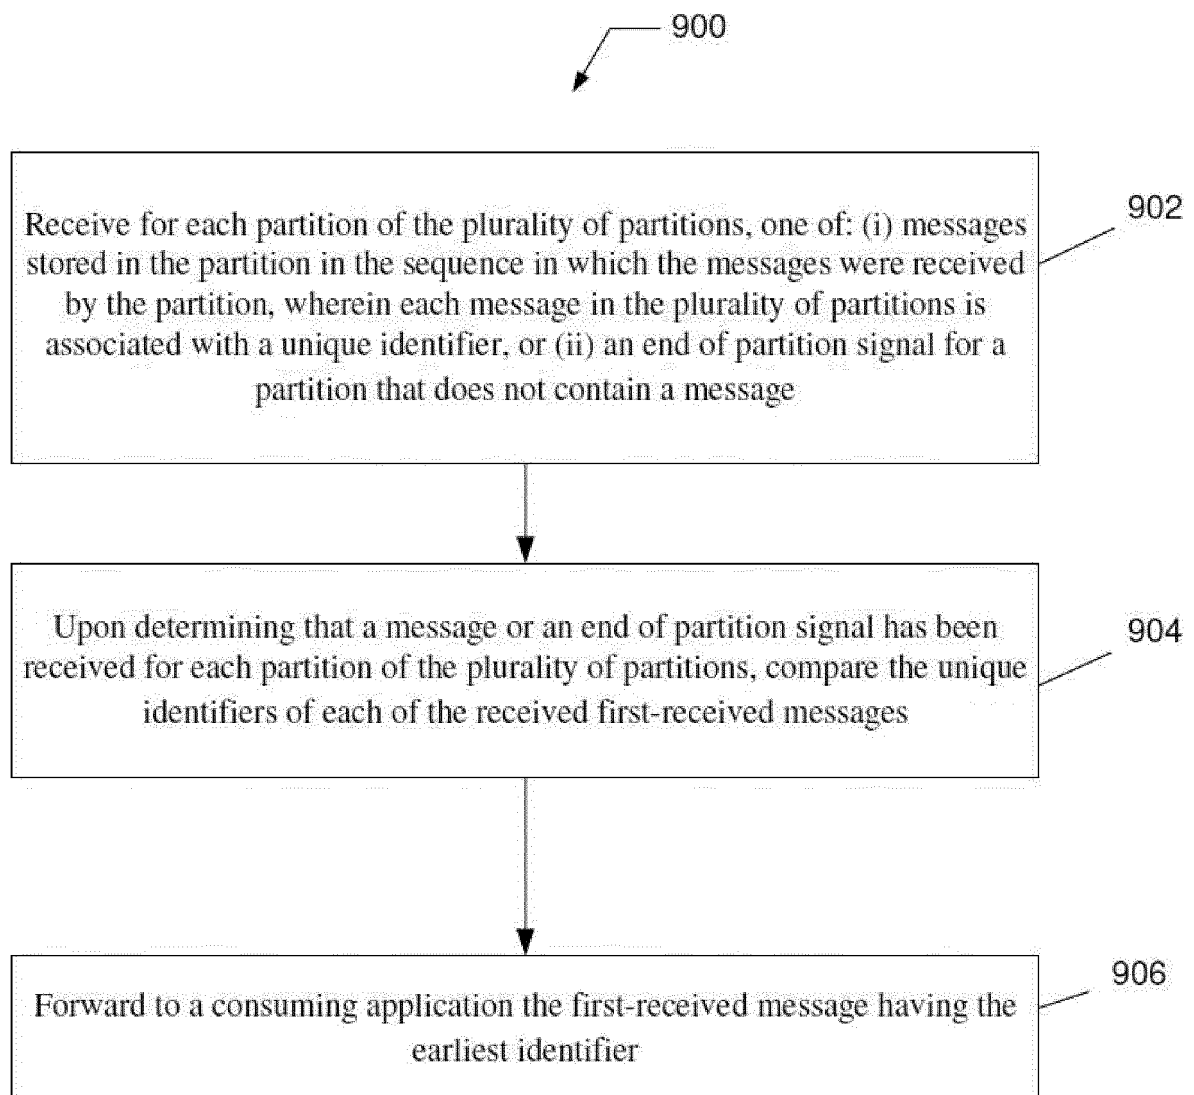 900
Receive for each partition of the plurality of partitions, one of: (i) messages
stored in the partition in the sequence in which the messages were received
by the partition, wherein each message in the plurality of partitions is
associated with a unique identifier, or (ii) an end of partition signal for a
partition that does not contain a message
902
Upon determining that a message or an end of partition signal has been
received for each partition of the plurality of partitions, compare the unique
identifiers of each of the received first-received messages
904
Forward to a consuming application the first-received message having the
earliest identifier
906